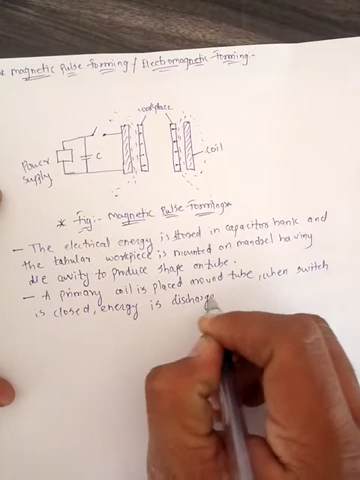 * Magnetic Pulse Forming / Electromagnetic Forming:-
workpiece
Power
supply
C
coil
* Fig:- Magnetic Pulse Forming *
- The electrical energy is stored in capacitor bank and
the tabular workpiece is mounted on mandrel having
die cavity to produce shape on tube.
- A primary coil is placed around tube, when switch
is closed, energy is discharg